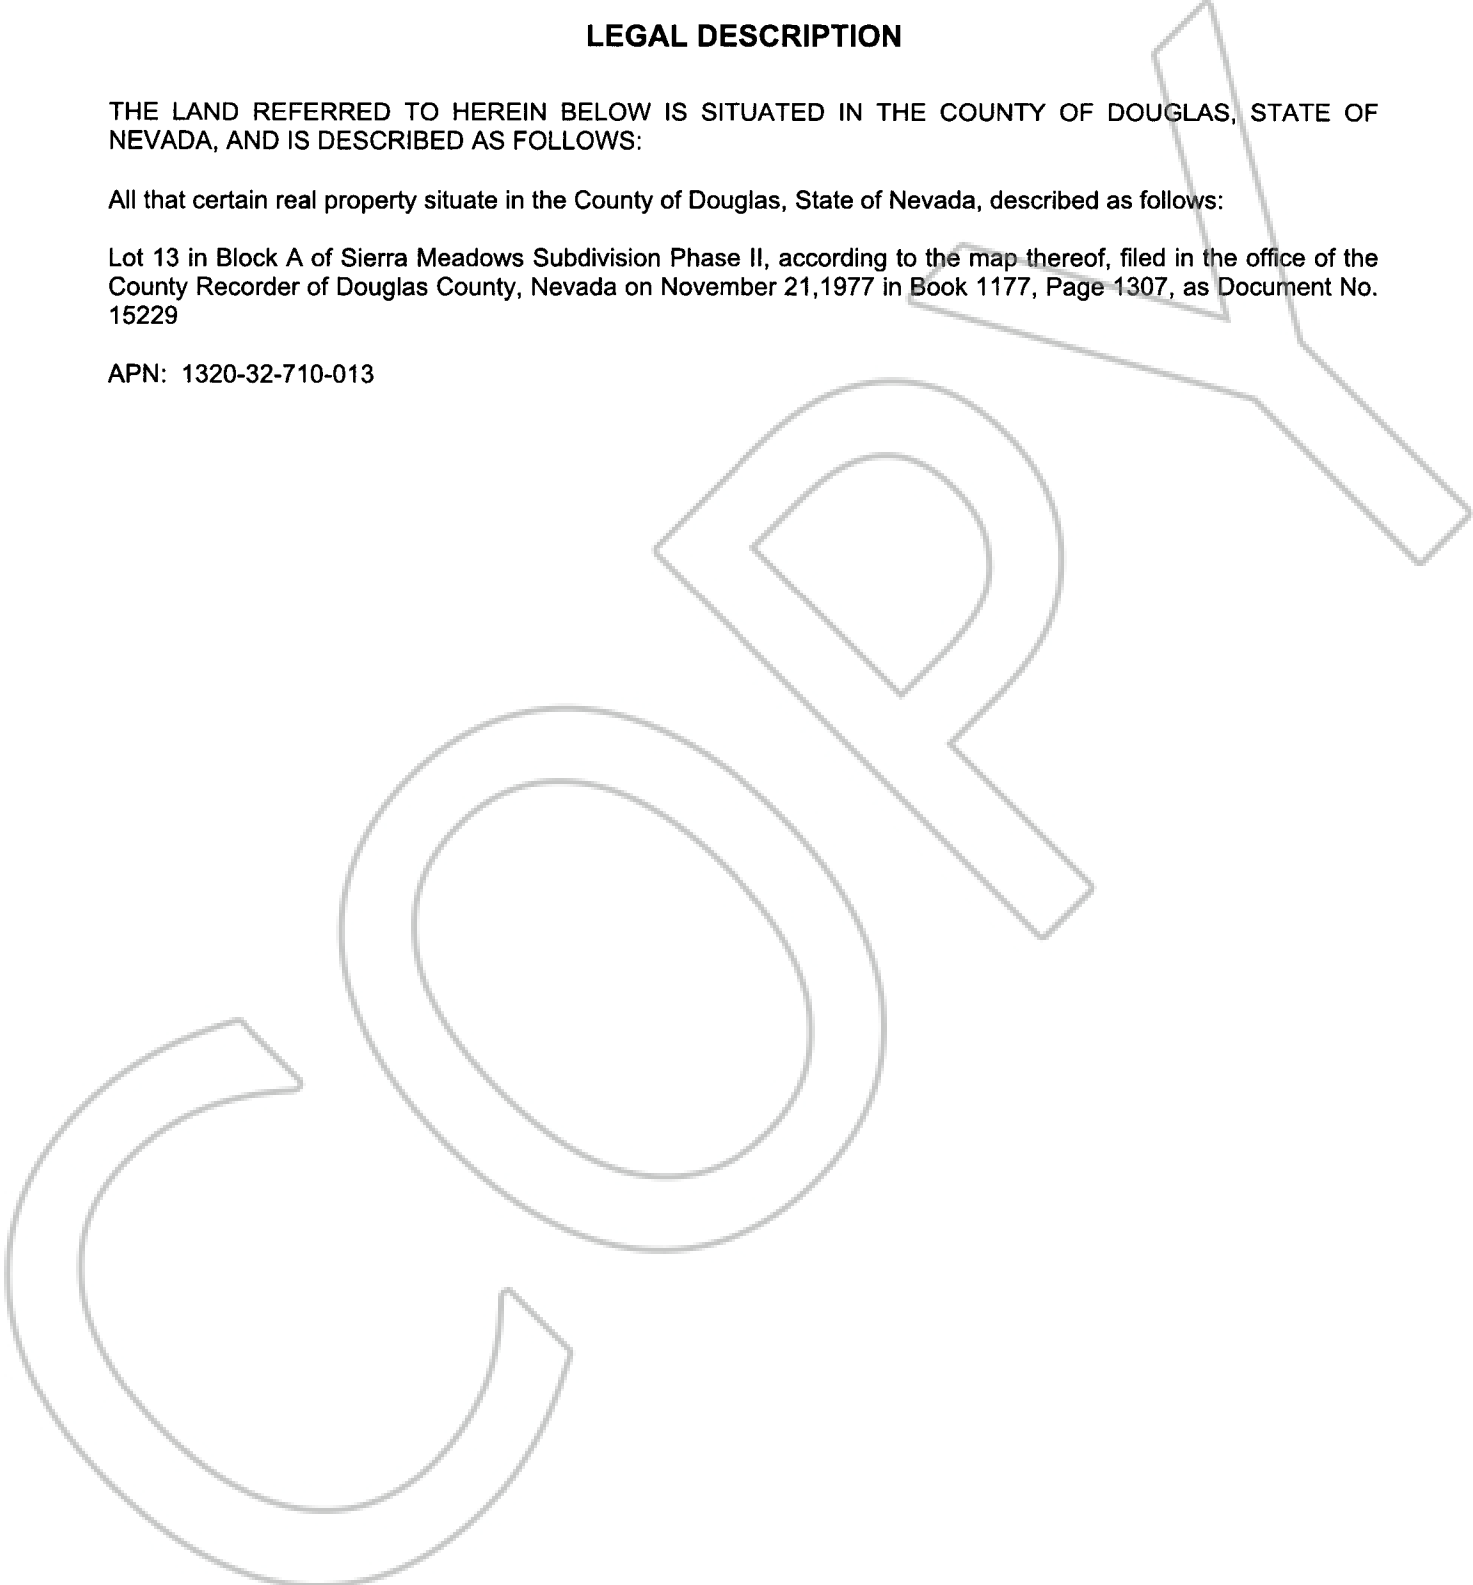 LEGAL DESCRIPTION
THE LAND REFERRED TO HEREIN BELOW IS SITUATED IN THE COUNTY OF DOUGLAS, STATE OF
NEVADA, AND IS DESCRIBED AS FOLLOWS:
All that certain real property situate in the County of Douglas, State of Nevada, described as follows:
Lot 13 in Block A of Sierra Meadows Subdivision Phase II, according to the map thereof, filed in the office of the
County Recorder of Douglas County, Nevada on November 21,1977 in Book 1177, Page 1307, as Document No.
15229
APN: 1320-32-710-013
COPY